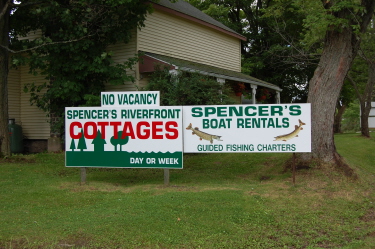 NO VACANCY
SPENCER'S RIVERFRONT
COTTAGES
DAY OR WEEK
SPENCER'S
BOAT RENTALS
GUIDED FISHING CHARTERS